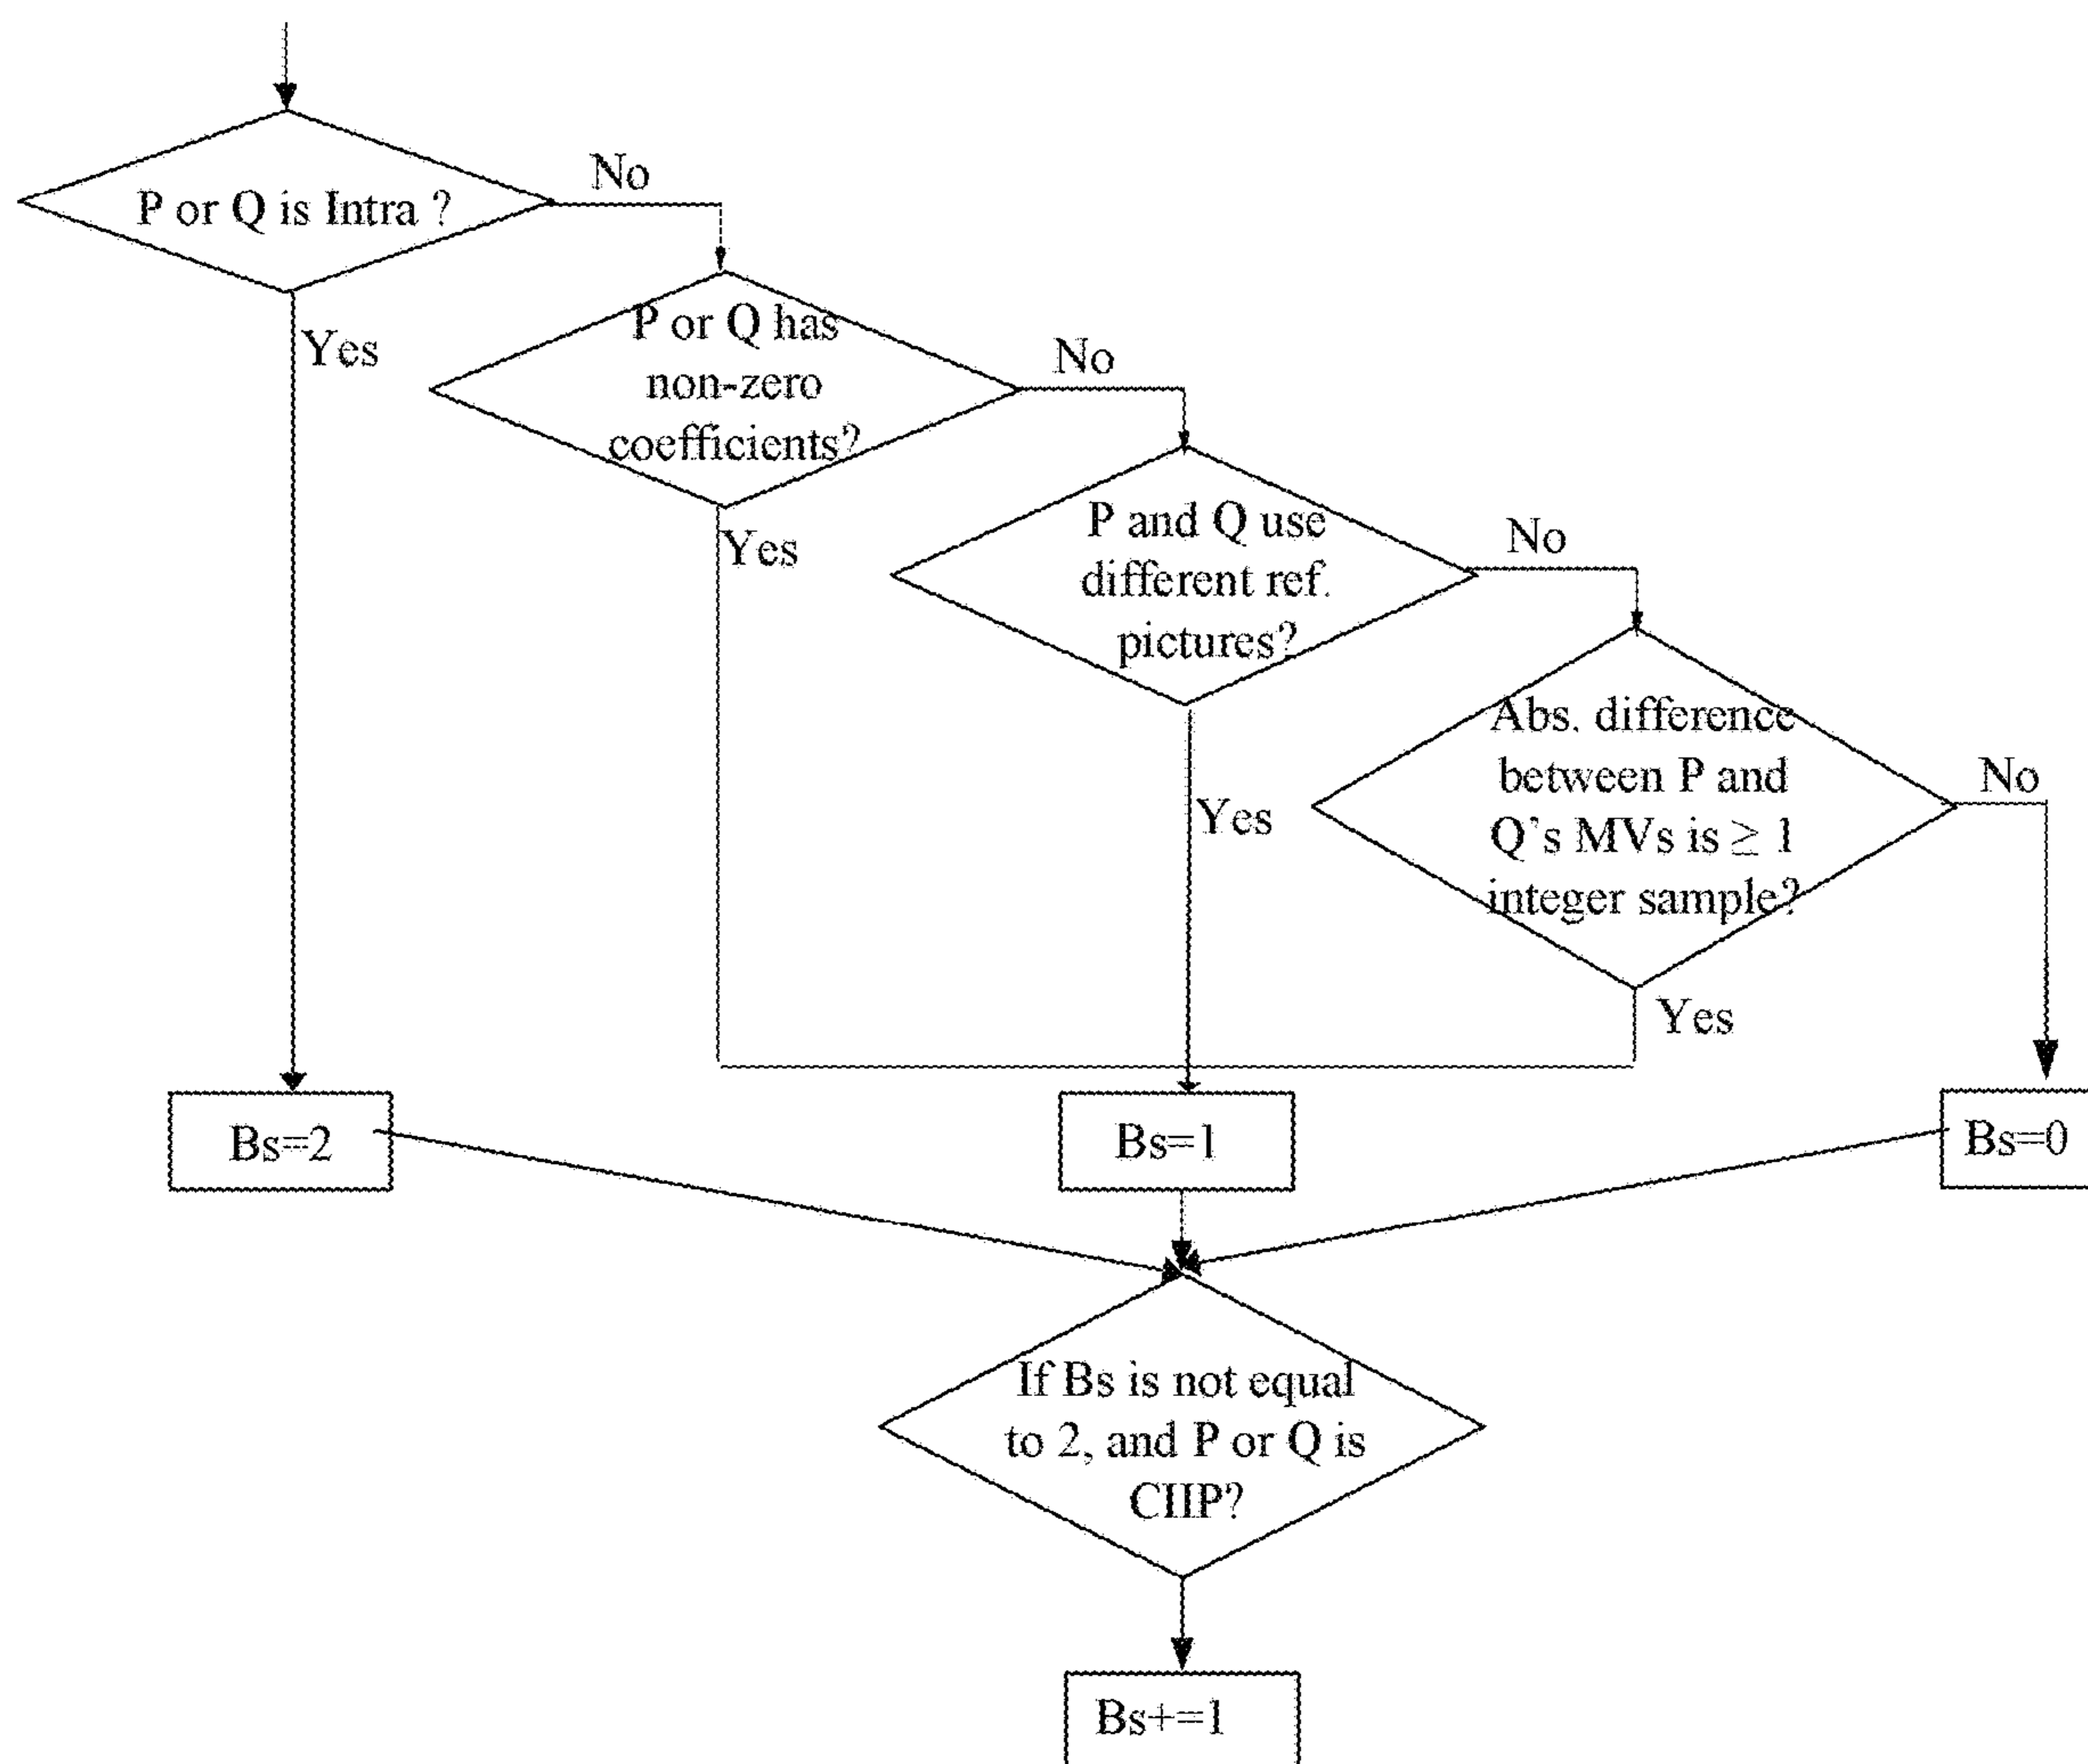 No
P or Q is Intra ?
Yes
P or Q has
non-zero
coefficients?
No
Yes
P and Q use
different ref.
pictures?
No
Yes
Abs. difference
between P and
Q's MVs is ≥ 1
integer sample?
No
Yes
Bs=2
Bs=1
Bs=0
If Bs is not equal
to 2, and P or Q is
CIIP?
Bs+=1